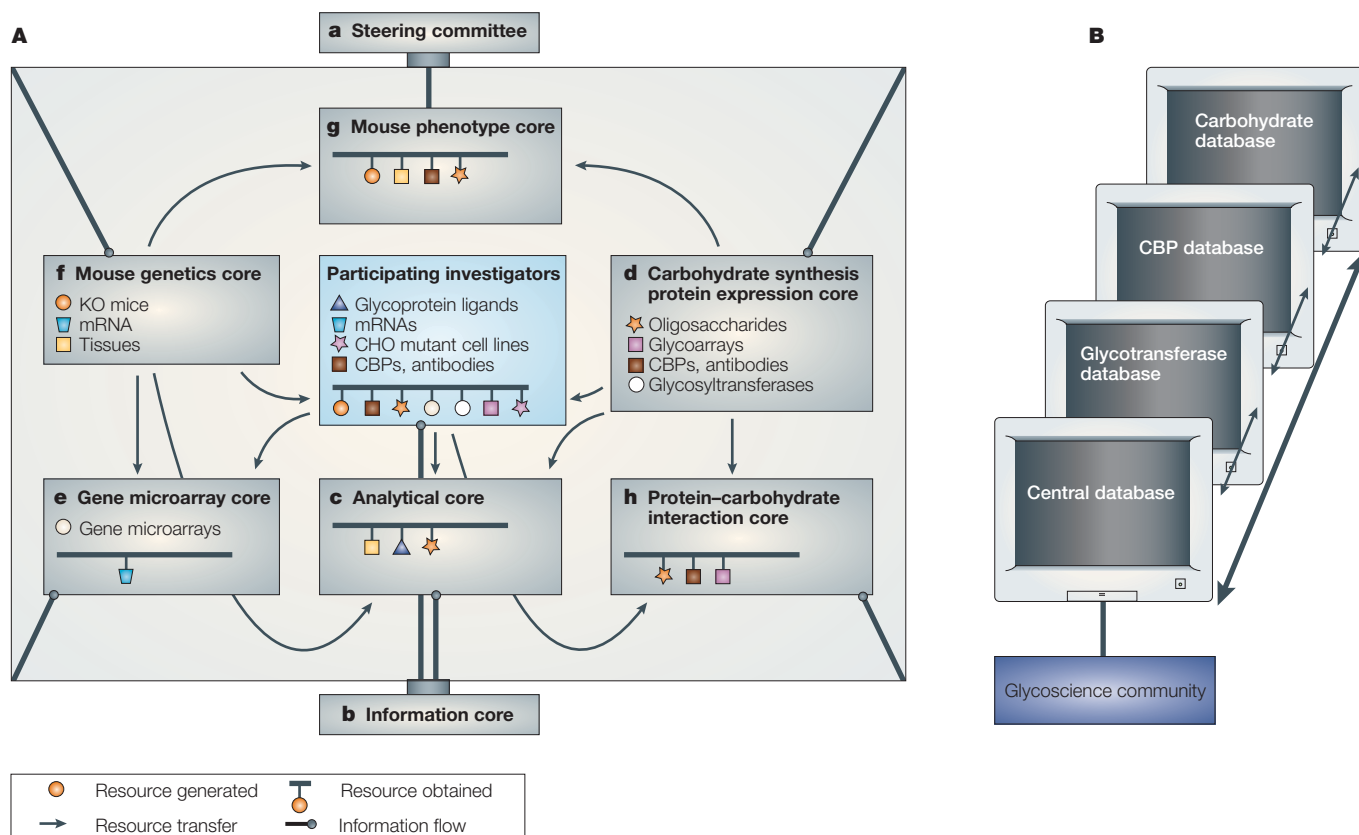 A
a Steering committee
g Mouse phenotype core
f Mouse genetics core
KO mice
mRNA
Tissues
Participating investigators
Glycoprotein ligands
mRNAs
CHO mutant cell lines
CBPs, antibodies
d Carbohydrate synthesis
protein expression core
Oligosaccharides
Glycoarrays
CBPs, antibodies
Glycosyltransferases
e Gene microarray core
Gene microarrays
c Analytical core
h Protein–carbohydrate
interaction core
b Information core
Resource generated
Resource obtained
Resource transfer
Information flow
B
Carbohydrate
database
CBP database
Glycotransferase
database
Central database
Glycoscience community